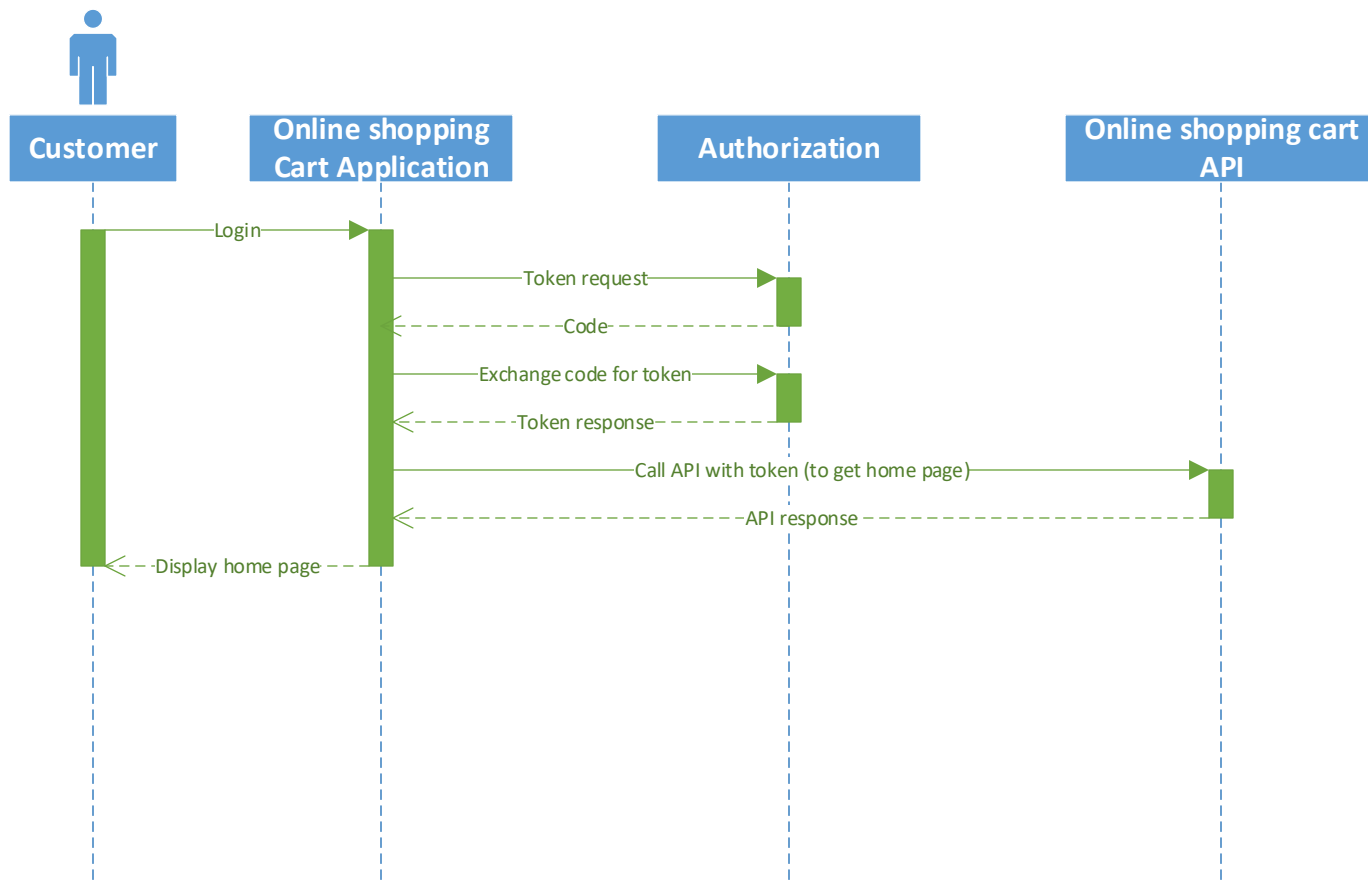 Customer
Online shopping
Cart Application
Authorization
Online shopping cart
API
Login
Token request
Code
Exchange code for token
Token response
Call API with token (to get home page)
API response
Display home page